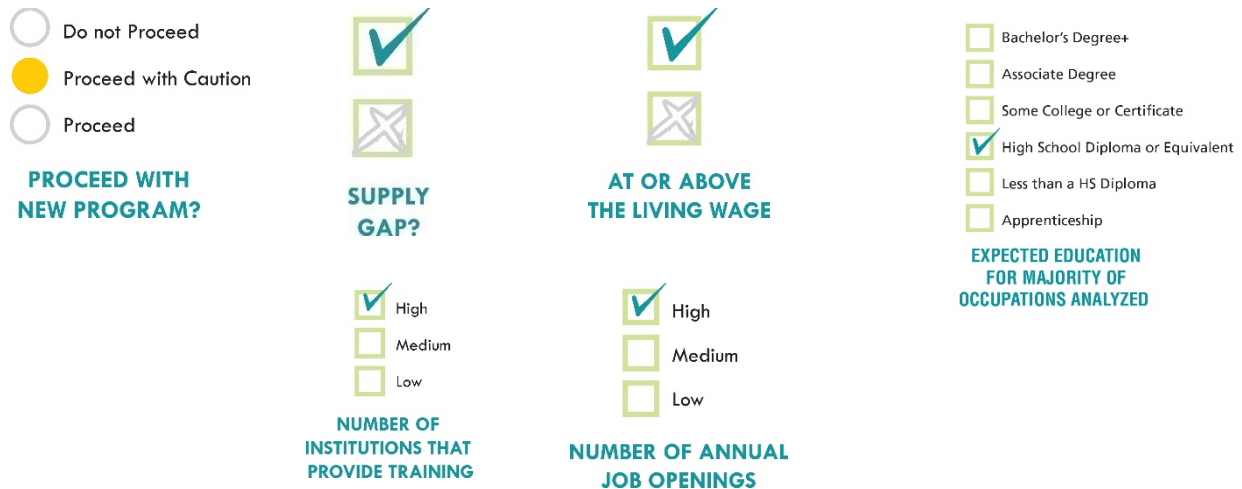 Do not Proceed
Proceed with Caution
Proceed
PROCEED WITH
NEW PROGRAM?
SUPPLY
GAP?
AT OR ABOVE
THE LIVING WAGE
Bachelor's Degree+
Associate Degree
Some College or Certificate
High School Diploma or Equivalent
Less than a HS Diploma
Apprenticeship
EXPECTED EDUCATION
FOR MAJORITY OF
OCCUPATIONS ANALYZED
High
Medium
Low
NUMBER OF
INSTITUTIONS THAT
PROVIDE TRAINING
High
Medium
Low
NUMBER OF ANNUAL
JOB OPENINGS